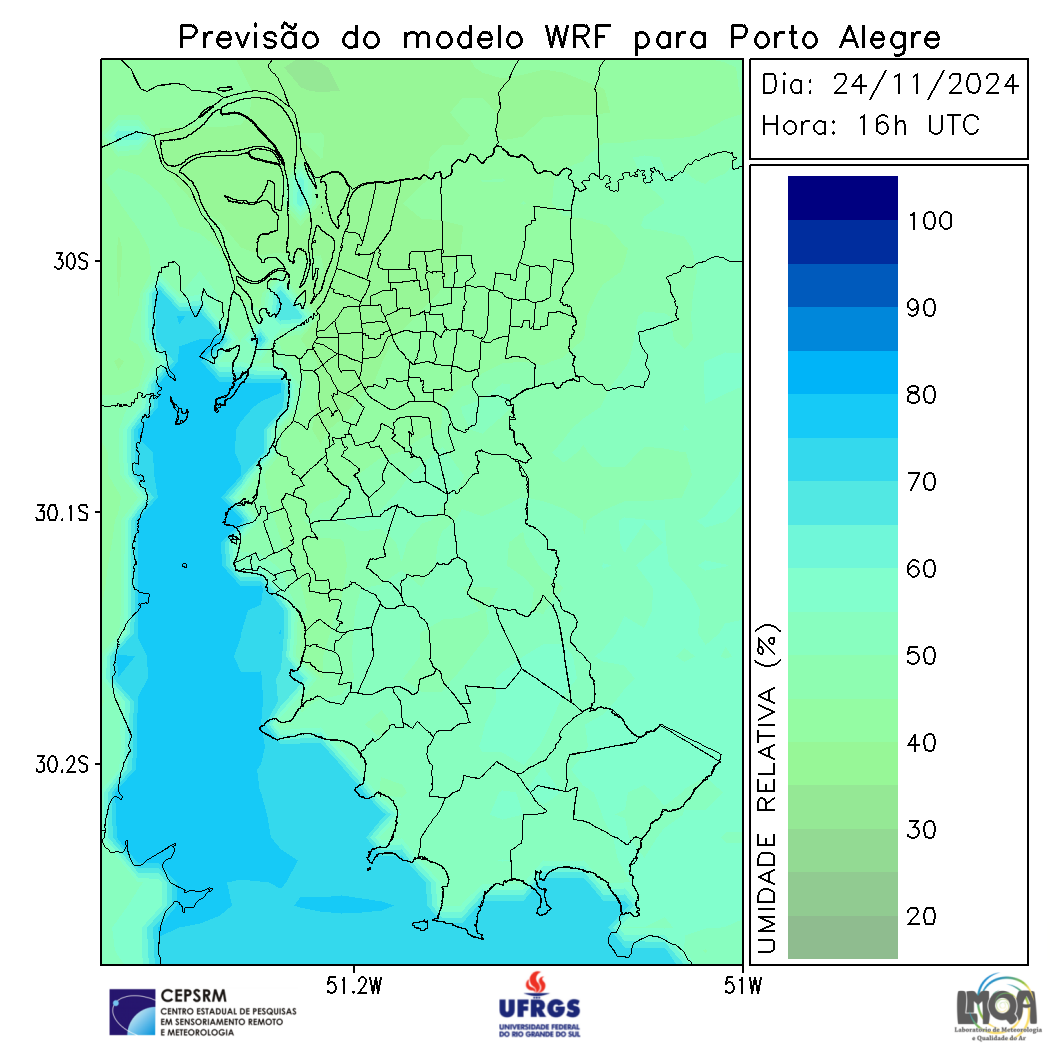 Previsão do modelo WRF para Porto Alegre
Dia: 24/11/2024
Hora: 16h UTC
30S
30.1S
30.2S
51.2W
51W
UMIDADE RELATIVA (%)
100
90
80
70
60
50
40
30
20
CEPSRM
CENTRO ESTADUAL DE PESQUISAS
EM SENSORIAMENTO REMOTO
E METEOROLOGIA
UFRGS
UNIVERSIDADE FEDERAL
DO RIO GRANDE DO SUL
LMQA
Laboratório de Meteorologia
e Qualidade do Ar